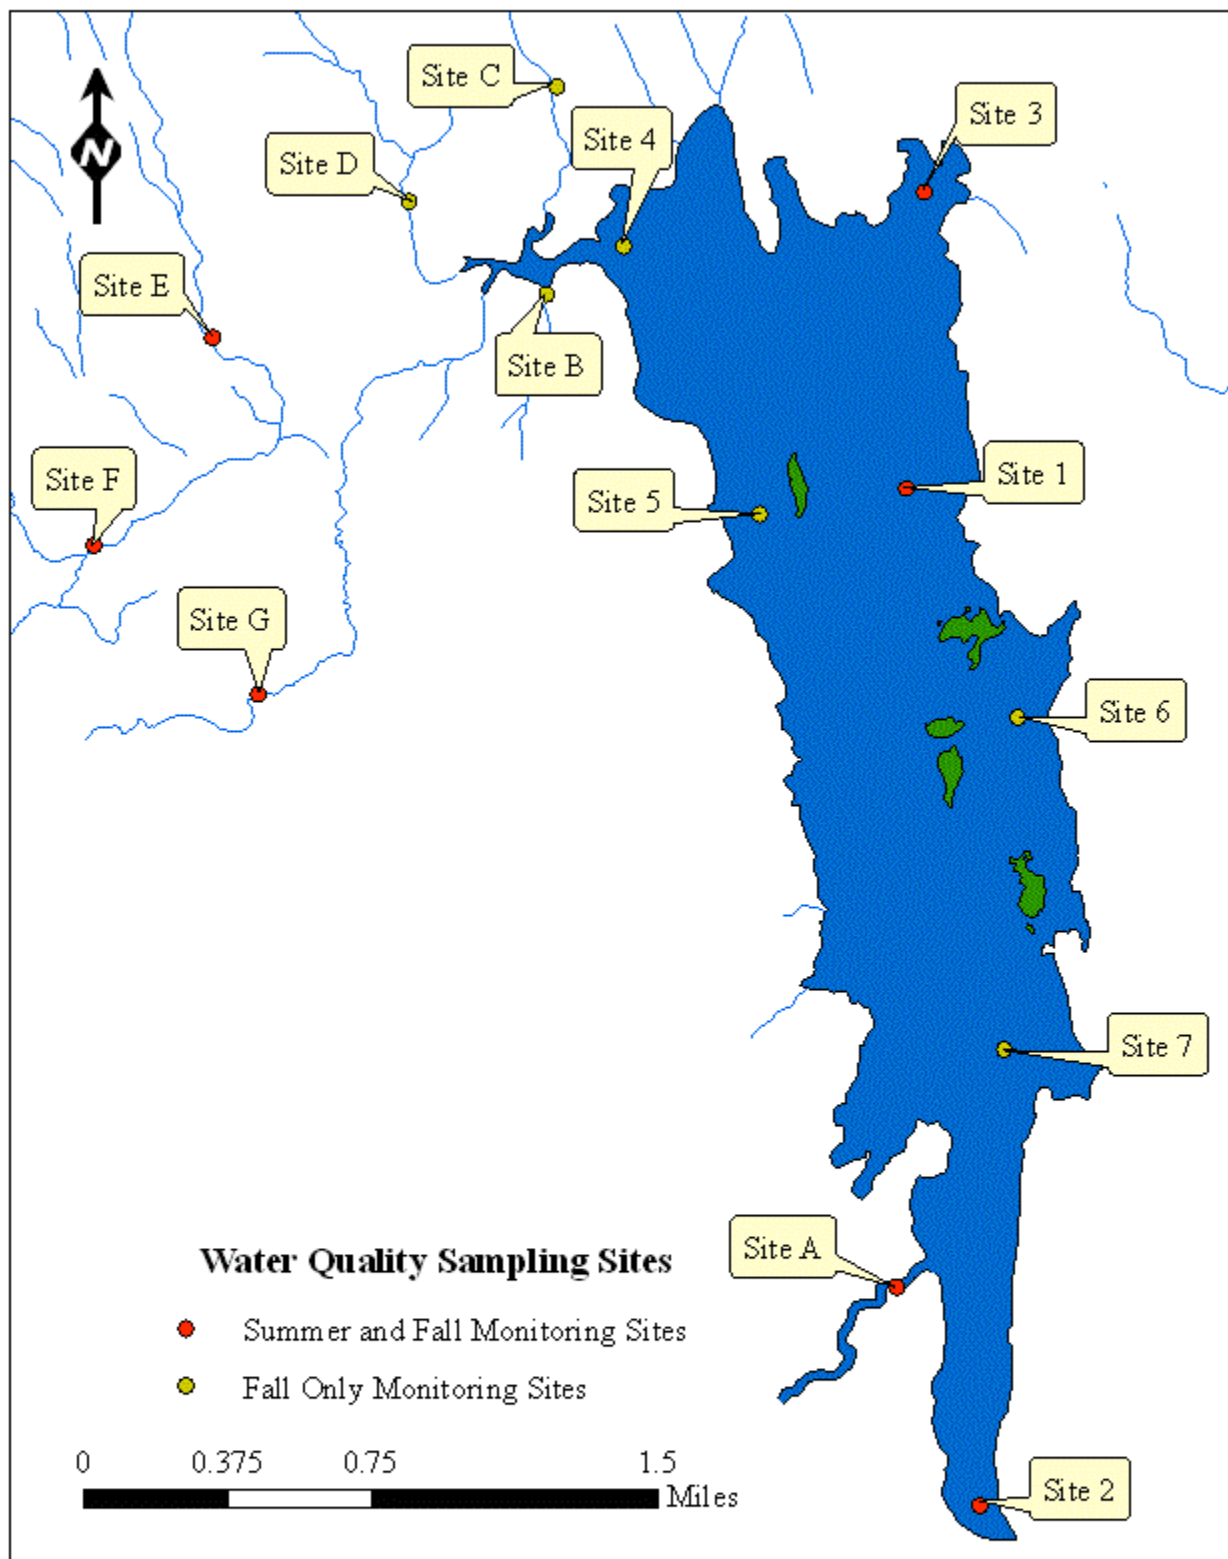 Site C
Site 3
Site 4
N
Site D
Site E
Site B
Site F
Site 1
Site 5
Site G
Site 6
Site 7
Site A
Water Quality Sampling Sites
Summer and Fall Monitoring Sites
Fall Only Monitoring Sites
0 0.375 0.75 1.5
Miles
Site 2